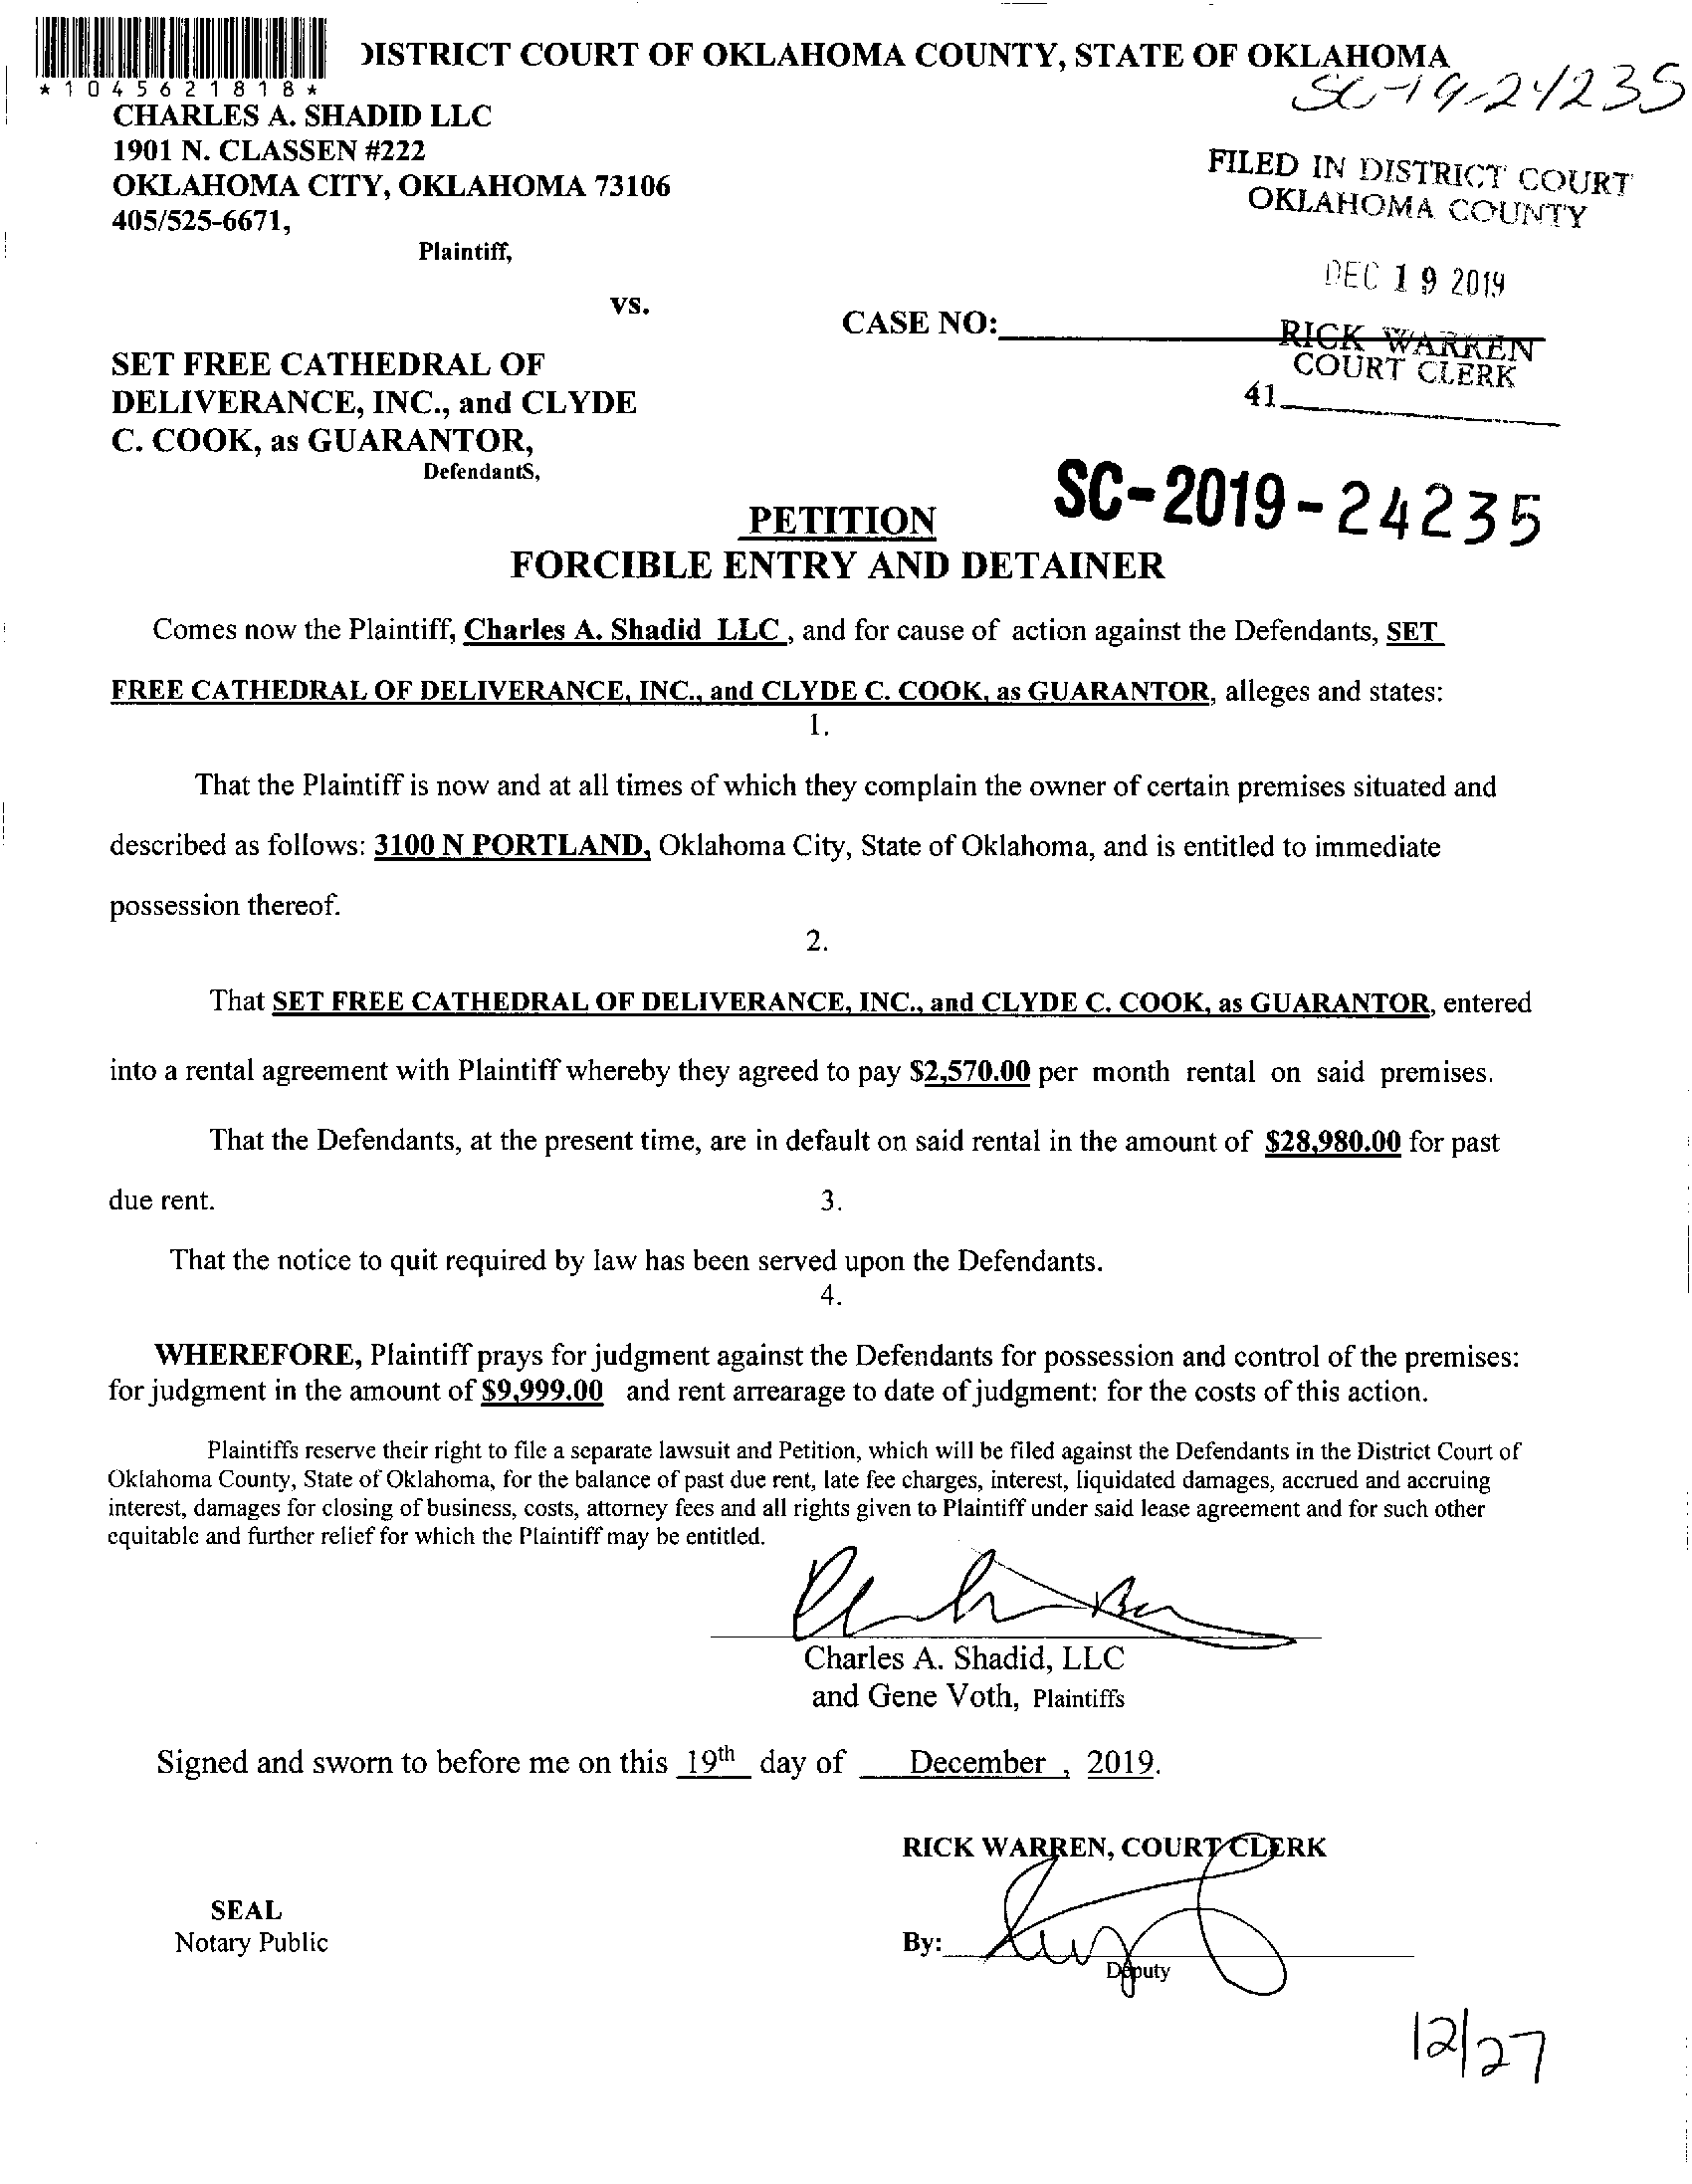 DISTRICT COURT OF OKLAHOMA COUNTY, STATE OF OKLAHOMA
*1045621818*
SC-19-24235
CHARLES A. SHADID LLC
1901 N. CLASSEN #222
OKLAHOMA CITY, OKLAHOMA 73106
405/525-6671,
Plaintiff,
FILED IN DISTRICT COURT
OKLAHOMA COUNTY
DEC 19 2019
RICK WARREN
COURT CLERK
41
vs.
CASE NO:
SET FREE CATHEDRAL OF
DELIVERANCE, INC., and CLYDE
C. COOK, as GUARANTOR,
DefendantS,
SC-2019-24235
PETITION
FORCIBLE ENTRY AND DETAINER
Comes now the Plaintiff, Charles A. Shadid LLC , and for cause of action against the Defendants, SET
FREE CATHEDRAL OF DELIVERANCE, INC., and CLYDE C. COOK, as GUARANTOR, alleges and states:
1.
That the Plaintiff is now and at all times of which they complain the owner of certain premises situated and
described as follows: 3100 N PORTLAND, Oklahoma City, State of Oklahoma, and is entitled to immediate
possession thereof.
2.
That SET FREE CATHEDRAL OF DELIVERANCE, INC., and CLYDE C. COOK, as GUARANTOR, entered
into a rental agreement with Plaintiff whereby they agreed to pay $2,570.00 per month rental on said premises.
That the Defendants, at the present time, are in default on said rental in the amount of $28,980.00 for past
due rent.
3.
That the notice to quit required by law has been served upon the Defendants.
4.
WHEREFORE, Plaintiff prays for judgment against the Defendants for possession and control of the premises:
for judgment in the amount of $9,999.00 and rent arrearage to date of judgment: for the costs of this action.
Plaintiffs reserve their right to file a separate lawsuit and Petition, which will be filed against the Defendants in the District Court of
Oklahoma County, State of Oklahoma, for the balance of past due rent, late fee charges, interest, liquidated damages, accrued and accruing
interest, damages for closing of business, costs, attorney fees and all rights given to Plaintiff under said lease agreement and for such other
equitable and further relief for which the Plaintiff may be entitled.
Charles A. Shadid, LLC
and Gene Voth, Plaintiffs
Signed and sworn to before me on this 19th day of December , 2019.
RICK WARREN, COURT CLERK
SEAL
Notary Public
By:
Deputy
12/27